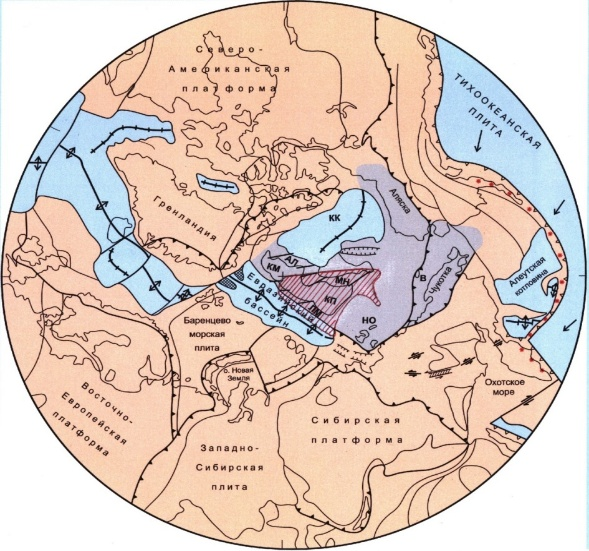 Северо-
Американская
платформа
ТИХООКЕАНСКАЯ
ПЛИТА
Гренландия
КК
Аляска
АЛ
КМ
МН
КП
Евразийский
бассейн
НО
В
Чукотка
Алеутская
котловина
Баренцево
морская
плита
о. Новая
Земля
Охотское
море
Восточно-
Европейская
платформа
Западно-
Сибирская
плита
Сибирская
платформа